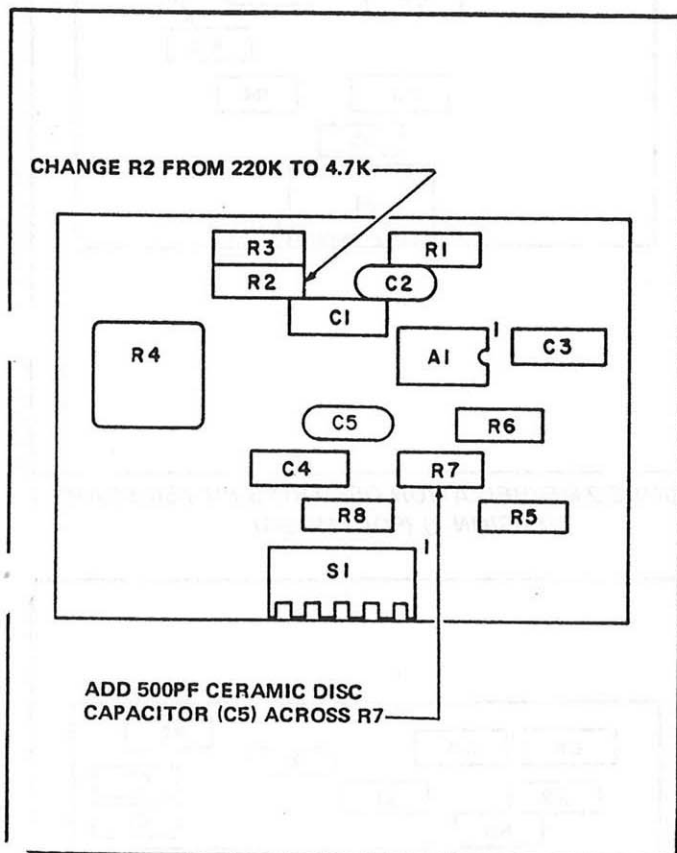 CHANGE R2 FROM 220K TO 4.7K
R3
R1
R2
C2
C1
1
R4
A1
C3
C5
R6
C4
R7
R8
R5
1
S1
ADD 500PF CERAMIC DISC
CAPACITOR (C5) ACROSS R7